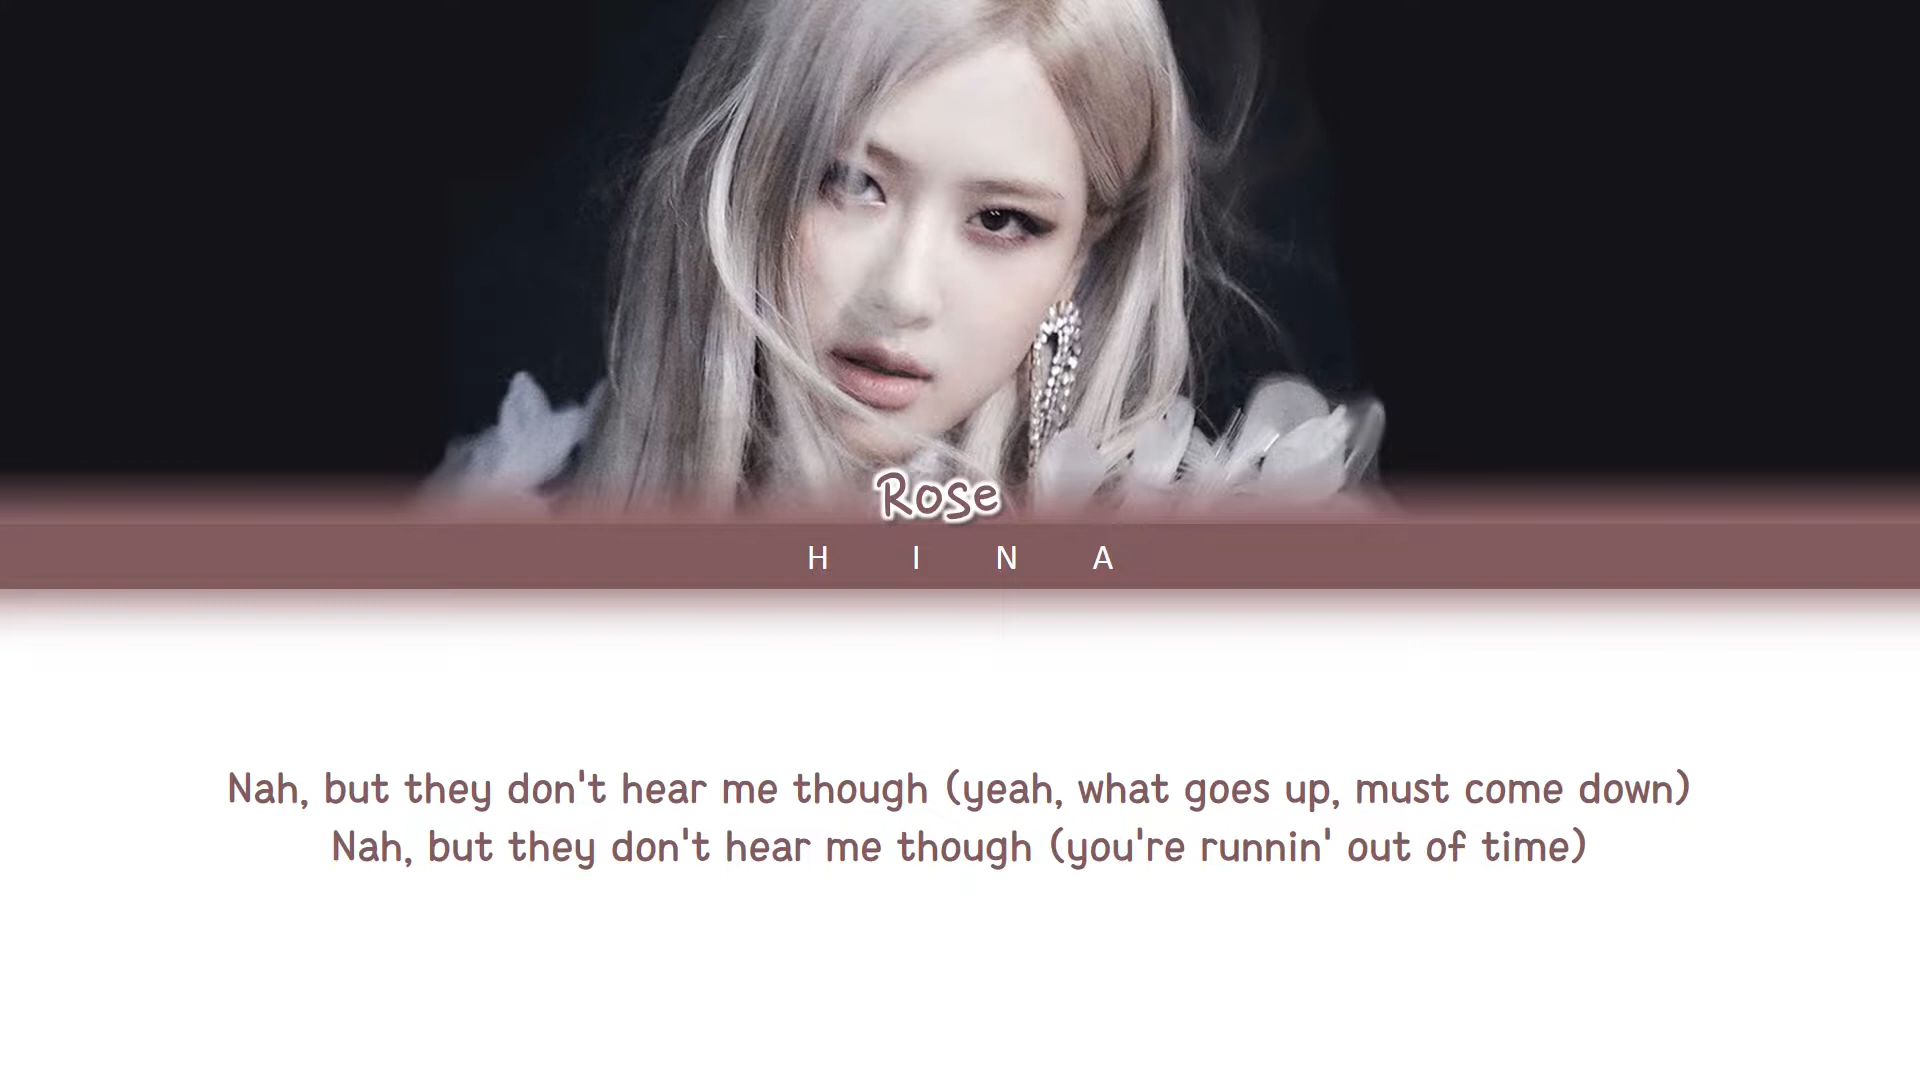 Rose
H I N A
Nah, but they don't hear me though (yeah, what goes up, must come down)
Nah, but they don't hear me though (you're runnin' out of time)